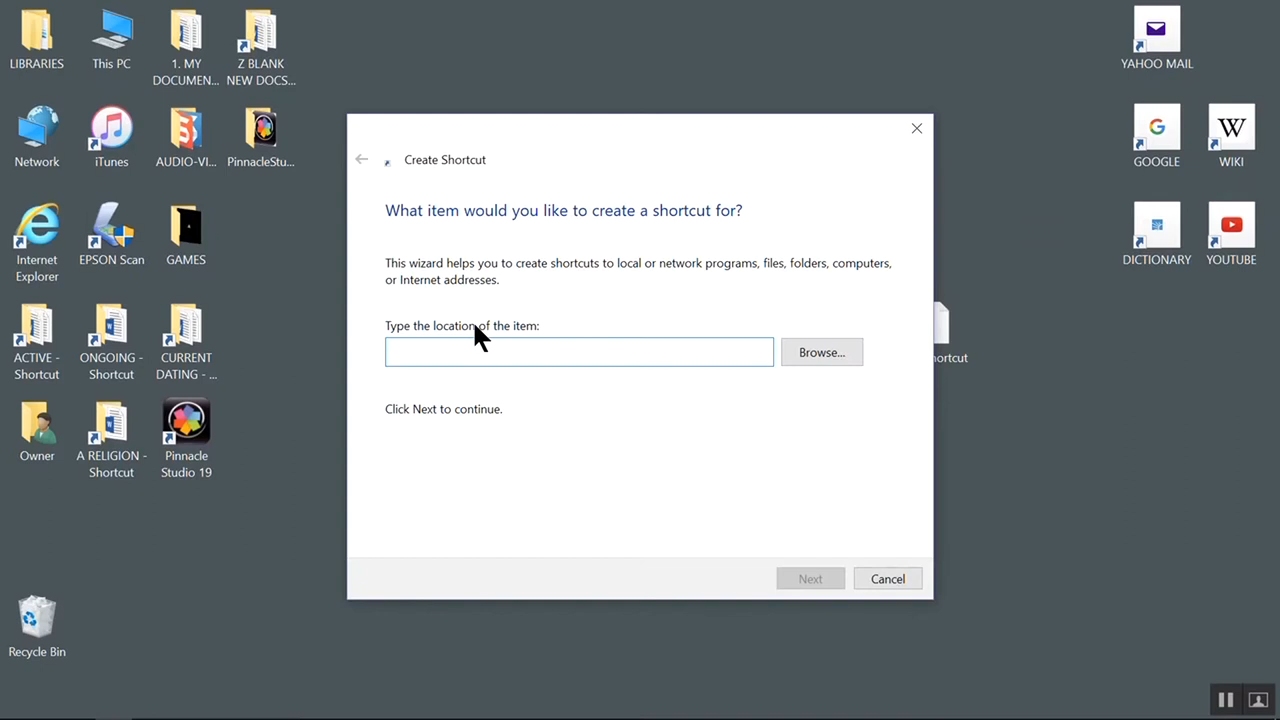 LIBRARIES
This PC
1. MY
DOCUMEN...
Z BLANK
NEW DOCS...
YAHOO MAIL
Network
iTunes
AUDIO-VI...
PinnacleStu...
GOOGLE
W
WIKI
Internet
Explorer
EPSON Scan
GAMES
DICTIONARY
YOUTUBE
ACTIVE -
Shortcut
ONGOING -
Shortcut
CURRENT
DATING - ...
Owner
A RELIGION -
Shortcut
Pinnacle
Studio 19
Recycle Bin
Create Shortcut
What item would you like to create a shortcut for?
This wizard helps you to create shortcuts to local or network programs, files, folders, computers,
or Internet addresses.
Type the location of the item:
Browse...
Click Next to continue.
Next
Cancel
hortcut